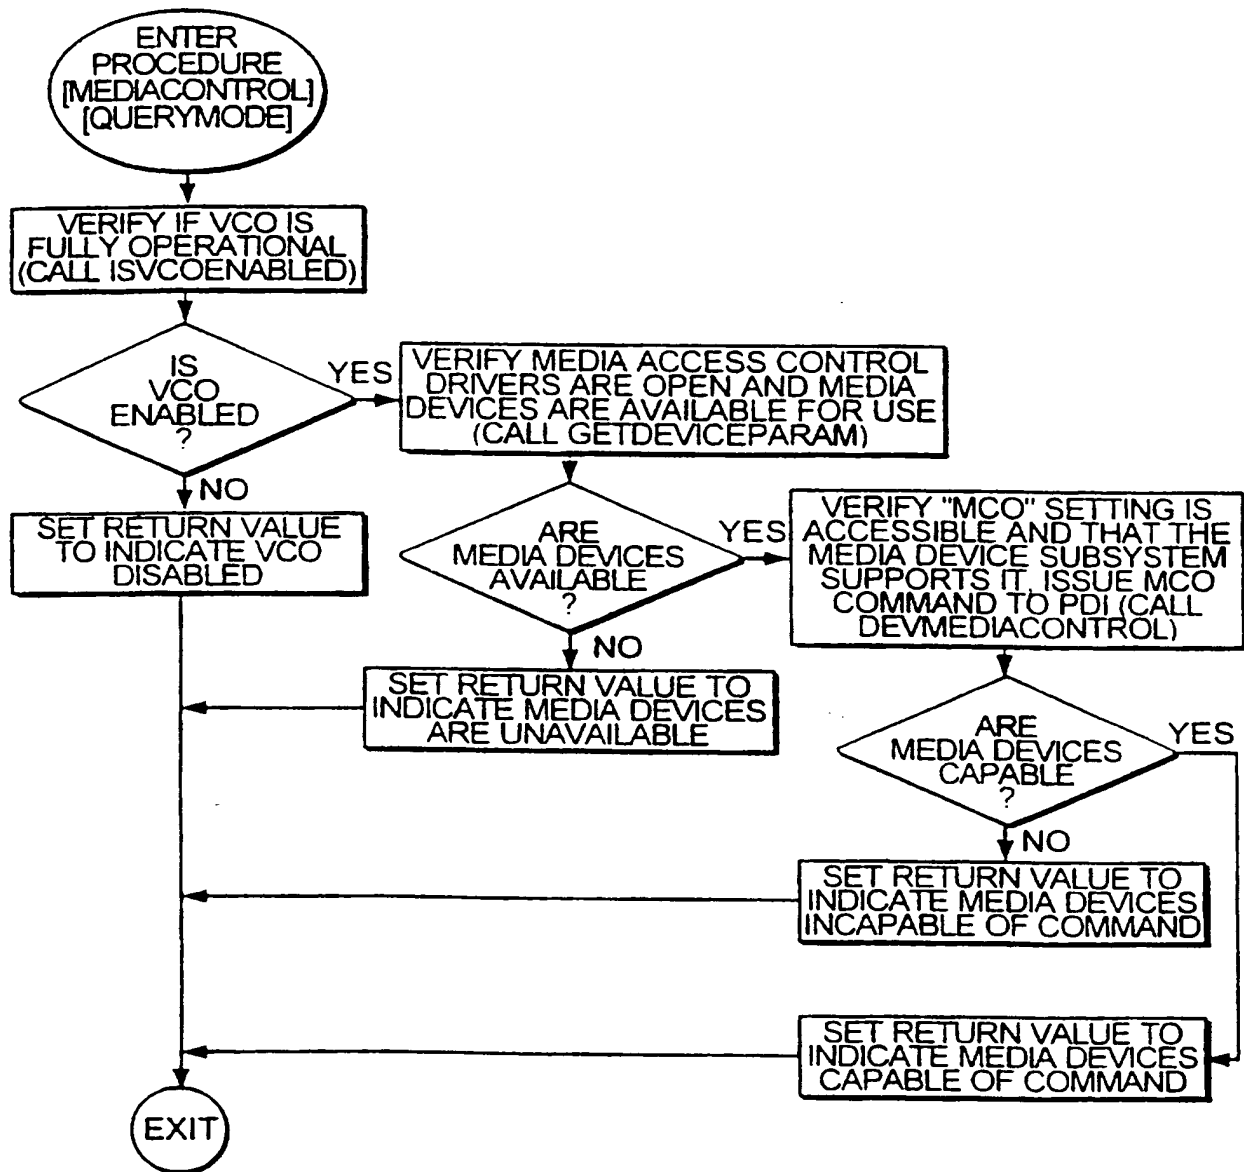 ENTER
PROCEDURE
[MEDIACONTROL]
[QUERYMODE]
VERIFY IF VCO IS
FULLY OPERATIONAL
(CALL ISVCOENABLED)
IS
VCO
ENABLED
?
YES
NO
VERIFY MEDIA ACCESS CONTROL
DRIVERS ARE OPEN AND MEDIA
DEVICES ARE AVAILABLE FOR USE
(CALL GETDEVICEPARAM)
SET RETURN VALUE
TO INDICATE VCO
DISABLED
ARE
MEDIA DEVICES
AVAILABLE
?
YES
NO
VERIFY "MCO" SETTING IS
ACCESSIBLE AND THAT THE
MEDIA DEVICE SUBSYSTEM
SUPPORTS IT, ISSUE MCO
COMMAND TO PDI (CALL
DEVMEDIACONTROL)
SET RETURN VALUE TO
INDICATE MEDIA DEVICES
ARE UNAVAILABLE
ARE
MEDIA DEVICES
CAPABLE
?
YES
NO
SET RETURN VALUE TO
INDICATE MEDIA DEVICES
INCAPABLE OF COMMAND
SET RETURN VALUE TO
INDICATE MEDIA DEVICES
CAPABLE OF COMMAND
EXIT